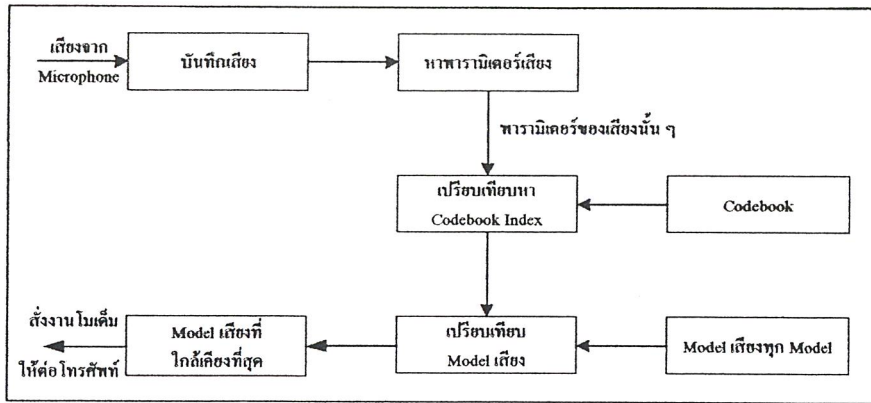 เสียงจาก
Microphone
บันทึกเสียง
หาพารามิเตอร์เสียง
พารามิเตอร์ของเสียงนั้น ๆ
เปรียบเทียบหา
Codebook Index
Codebook
สั่งงานโมเด็ม
ให้ต่อโทรศัพท์
Model เสียงที่
ใกล้เคียงที่สุด
เปรียบเทียบ
Model เสียง
Model เสียงทุก Model